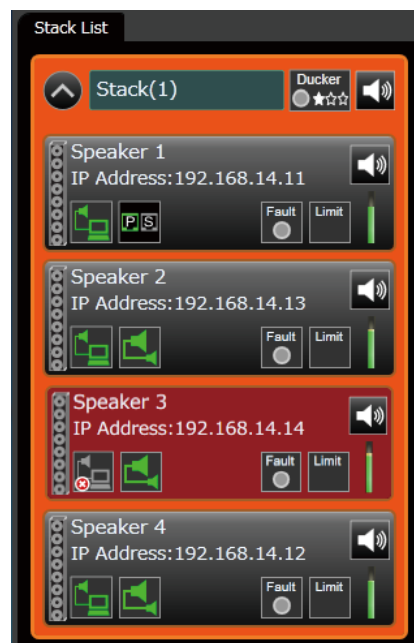 Stack List
Stack(1)
Ducker
Speaker 1
IP Address:192.168.14.11
P S
Fault
Limit
Speaker 2
IP Address:192.168.14.13
Fault
Limit
Speaker 3
IP Address:192.168.14.14
Fault
Limit
Speaker 4
IP Address:192.168.14.12
Fault
Limit